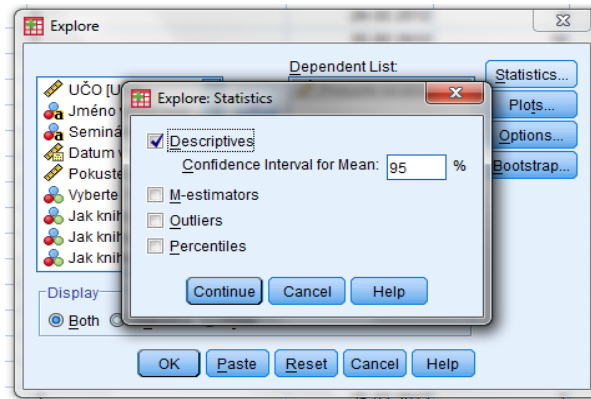 Explore
Dependent List:
UČO [U
Jméno
Seminá
Datum v
Pokuste
Vyberte
Jak knih
Jak knih
Jak knih
Statistics...
Plots...
Options...
Bootstrap...
Explore: Statistics
Descriptives
Confidence Interval for Mean: 95 %
M-estimators
Outliers
Percentiles
Continue Cancel Help
Display
Both
OK Paste Reset Cancel Help